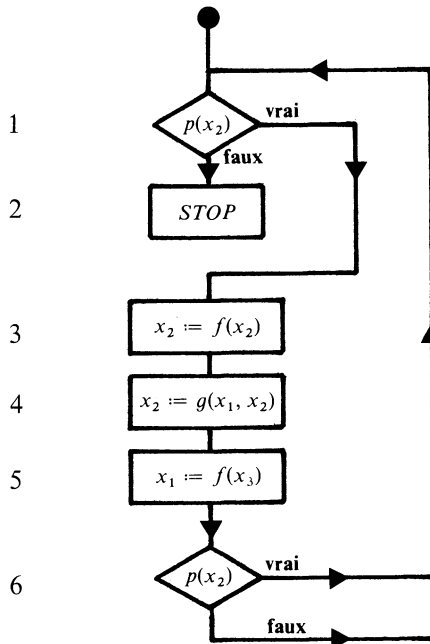 1 p(x₂) vrai
faux
2 STOP
3 x₂ := f(x₂)
4 x₂ := g(x₁, x₂)
5 x₁ := f(x₃)
6 p(x₂) vrai
faux